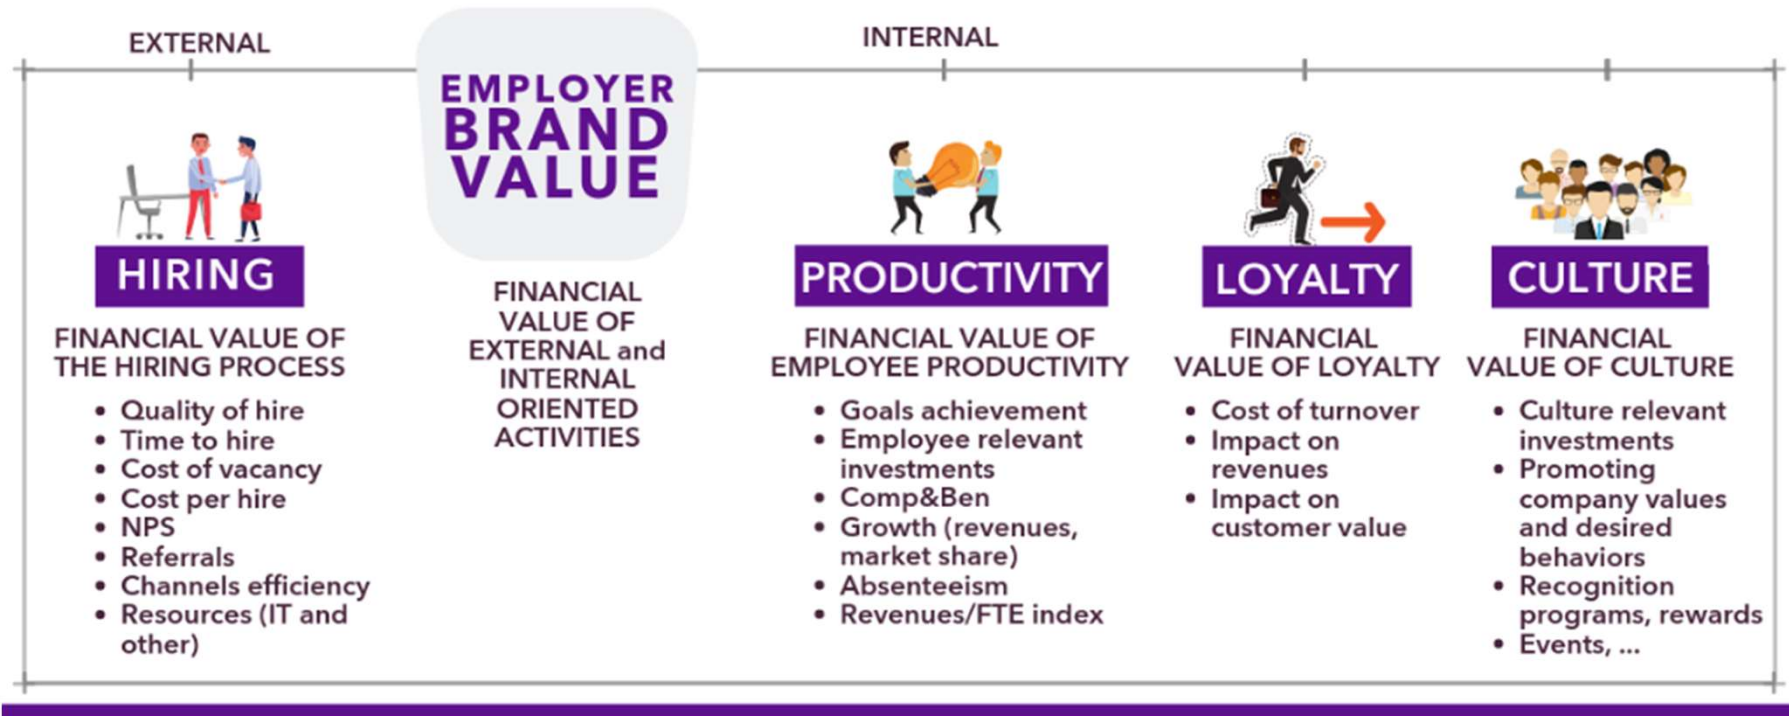 EXTERNAL
INTERNAL
EMPLOYER
BRAND
VALUE
FINANCIAL
VALUE OF
EXTERNAL and
INTERNAL
ORIENTED
ACTIVITIES
HIRING
FINANCIAL VALUE OF
THE HIRING PROCESS
• Quality of hire
• Time to hire
• Cost of vacancy
• Cost per hire
• NPS
• Referrals
• Channels efficiency
• Resources (IT and
other)
PRODUCTIVITY
FINANCIAL VALUE OF
EMPLOYEE PRODUCTIVITY
• Goals achievement
• Employee relevant
investments
• Comp&Ben
• Growth (revenues,
market share)
• Absenteeism
• Revenues/FTE index
LOYALTY
FINANCIAL
VALUE OF LOYALTY
• Cost of turnover
• Impact on
revenues
• Impact on
customer value
CULTURE
FINANCIAL
VALUE OF CULTURE
• Culture relevant
investments
• Promoting
company values
and desired
behaviors
• Recognition
programs, rewards
• Events, ...